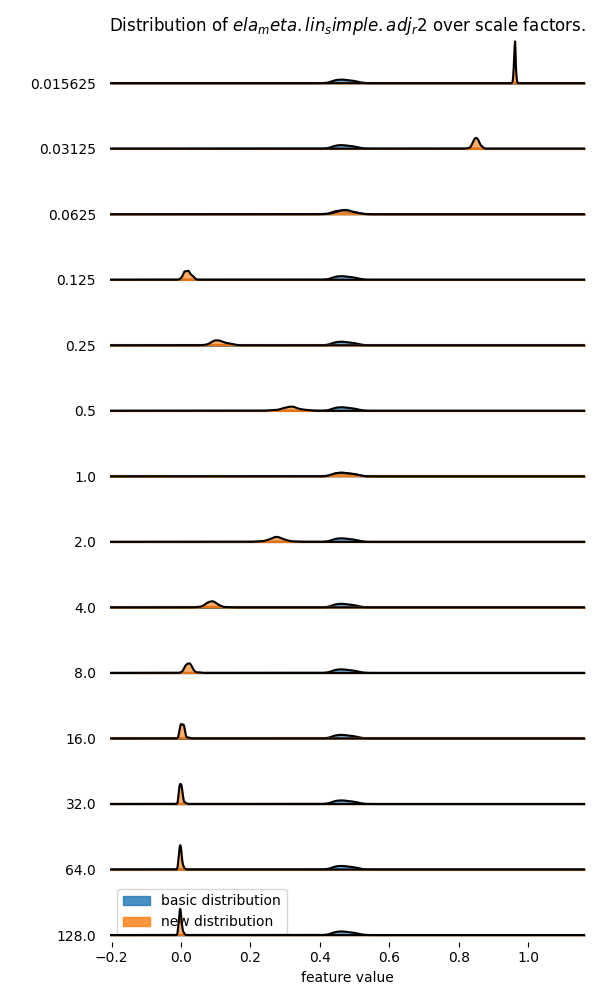 Distribution of ela_meta.lin_simple.adj_r2 over scale factors.
0.015625
0.03125
0.0625
0.125
0.25
0.5
1.0
2.0
4.0
8.0
16.0
32.0
64.0
basic distribution
new distribution
128.0
−0.2 0.0 0.2 0.4 0.6 0.8 1.0
feature value